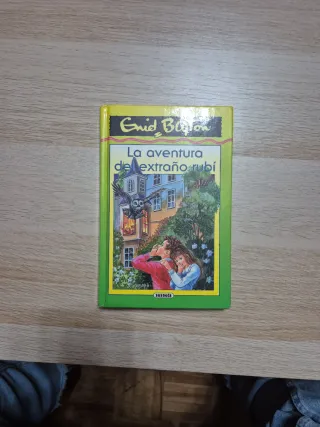 Enid Blyton
La aventura
del extraño rubí
susaeta